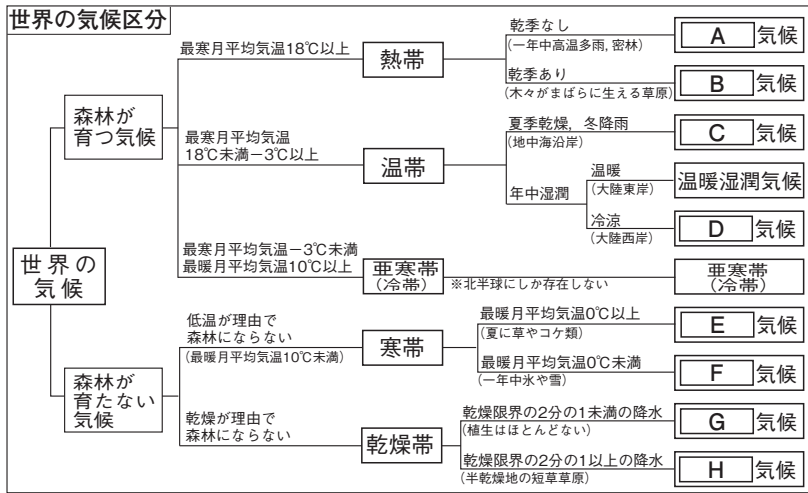 世界の気候区分
世界の
気候
森林が
育つ気候
最寒月平均気温18℃以上
熱帯
乾季なし
(一年中高温多雨, 密林)
A 気候
乾季あり
(木々がまばらに生える草原)
B 気候
最寒月平均気温
18℃未満−3℃以上
温帯
夏季乾燥, 冬降雨
(地中海沿岸)
C 気候
年中湿潤
温暖
(大陸東岸)
温暖湿潤気候
冷涼
(大陸西岸)
D 気候
最寒月平均気温−3℃未満
最暖月平均気温10℃以上
亜寒帯
(冷帯)
※北半球にしか存在しない
亜寒帯
(冷帯)
森林が
育たない
気候
低温が理由で
森林にならない
(最暖月平均気温10℃未満)
寒帯
最暖月平均気温0℃以上
(夏に草やコケ類)
E 気候
最暖月平均気温0℃未満
(一年中氷や雪)
F 気候
乾燥が理由で
森林にならない
乾燥帯
乾燥限界の2分の1未満の降水
(植生はほとんどない)
G 気候
乾燥限界の2分の1以上の降水
(半乾燥地の短草草原)
H 気候